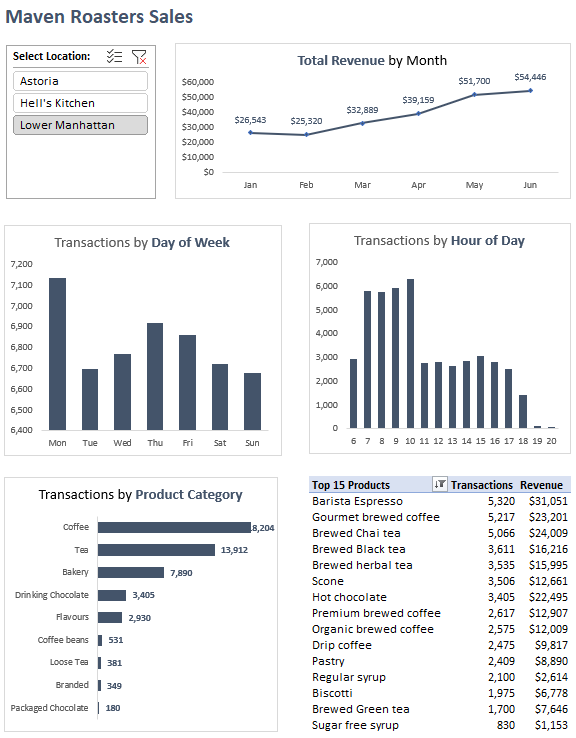 Maven Roasters Sales
Select Location:
Astoria
Hell's Kitchen
Lower Manhattan
Total Revenue by Month
$60,000
$50,000
$40,000
$30,000
$20,000
$10,000
$0
$26,543
$25,320
$32,889
$39,159
$51,700
$54,446
Jan Feb Mar Apr May Jun
Transactions by Day of Week
7,200
7,100
7,000
6,900
6,800
6,700
6,600
6,500
6,400
Mon Tue Wed Thu Fri Sat Sun
Transactions by Hour of Day
7,000
6,000
5,000
4,000
3,000
2,000
1,000
0
6 7 8 9 10 11 12 13 14 15 16 17 18 19 20
Transactions by Product Category
Coffee 8,204
Tea 13,912
Bakery 7,890
Drinking Chocolate 3,405
Flavours 2,930
Coffee beans 531
Loose Tea 381
Branded 349
Packaged Chocolate 180
Top 15 Products Transactions Revenue
Barista Espresso 5,320 $31,051
Gourmet brewed coffee 5,217 $23,201
Brewed Chai tea 5,066 $24,009
Brewed Black tea 3,611 $16,216
Brewed herbal tea 3,535 $15,995
Scone 3,506 $12,661
Hot chocolate 3,405 $22,495
Premium brewed coffee 2,617 $12,907
Organic brewed coffee 2,575 $12,009
Drip coffee 2,475 $9,817
Pastry 2,409 $8,890
Regular syrup 2,100 $2,614
Biscotti 1,975 $6,778
Brewed Green tea 1,700 $7,646
Sugar free syrup 830 $1,153